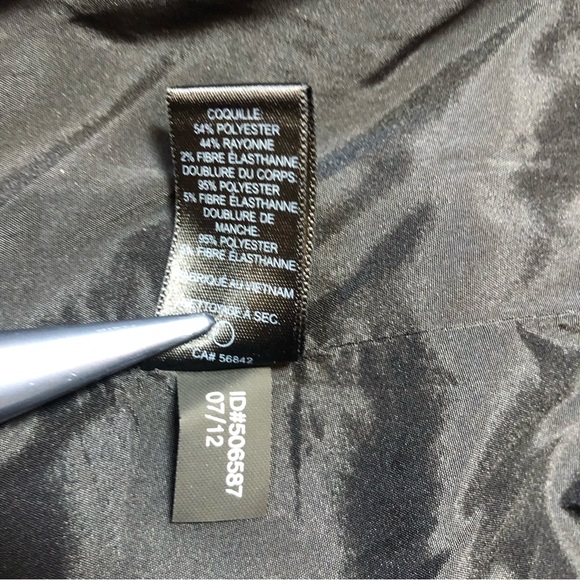 COQUILLE:
54% POLYESTER
44% RAYONNE
2% FIBRE ÉLASTHANNE
DOUBLURE DU CORPS:
95% POLYESTER
5% FIBRE ÉLASTHANNE
DOUBLURE DE
MANCHE:
95% POLYESTER
FIBRE ÉLASTHANNE
AU VIETNAM
À SEC.
CA# 56842
ID#506587
07/12